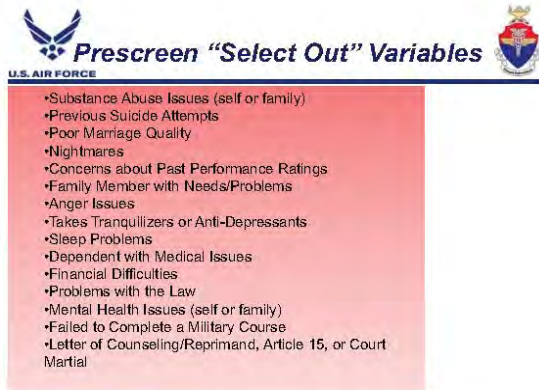 Prescreen “Select Out” Variables
U.S. AIR FORCE
•Substance Abuse Issues (self or family)
•Previous Suicide Attempts
•Poor Marriage Quality
•Nightmares
•Concerns about Past Performance Ratings
•Family Member with Needs/Problems
•Anger Issues
•Takes Tranquilizers or Anti-Depressants
•Sleep Problems
•Dependent with Medical Issues
•Financial Difficulties
•Problems with the Law
•Mental Health Issues (self or family)
•Failed to Complete a Military Course
•Letter of Counseling/Reprimand, Article 15, or Court
Martial